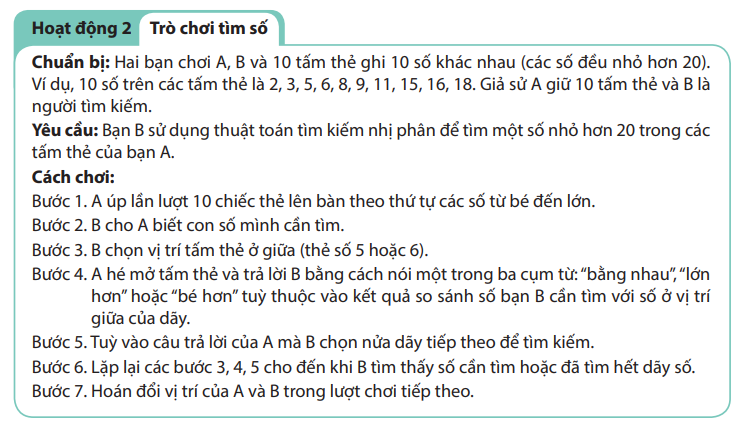 Hoạt động 2 Trò chơi tìm số
Chuẩn bị: Hai bạn chơi A, B và 10 tấm thẻ ghi 10 số khác nhau (các số đều nhỏ hơn 20).
Ví dụ, 10 số trên các tấm thẻ là 2, 3, 5, 6, 8, 9, 11, 15, 16, 18. Giả sử A giữ 10 tấm thẻ và B là
người tìm kiếm.
Yêu cầu: Bạn B sử dụng thuật toán tìm kiếm nhị phân để tìm một số nhỏ hơn 20 trong các
tấm thẻ của bạn A.
Cách chơi:
Bước 1. A úp lần lượt 10 chiếc thẻ lên bàn theo thứ tự các số từ bé đến lớn.
Bước 2. B cho A biết con số mình cần tìm.
Bước 3. B chọn vị trí tấm thẻ ở giữa (thẻ số 5 hoặc 6).
Bước 4. A hé mở tấm thẻ và trả lời B bằng cách nói một trong ba cụm từ: “bằng nhau”, “lớn
hơn” hoặc “bé hơn” tuỳ thuộc vào kết quả so sánh số bạn B cần tìm với số ở vị trí
giữa của dãy.
Bước 5. Tuỳ vào câu trả lời của A mà B chọn nửa dãy tiếp theo để tìm kiếm.
Bước 6. Lặp lại các bước 3, 4, 5 cho đến khi B tìm thấy số cần tìm hoặc đã tìm hết dãy số.
Bước 7. Hoán đổi vị trí của A và B trong lượt chơi tiếp theo.